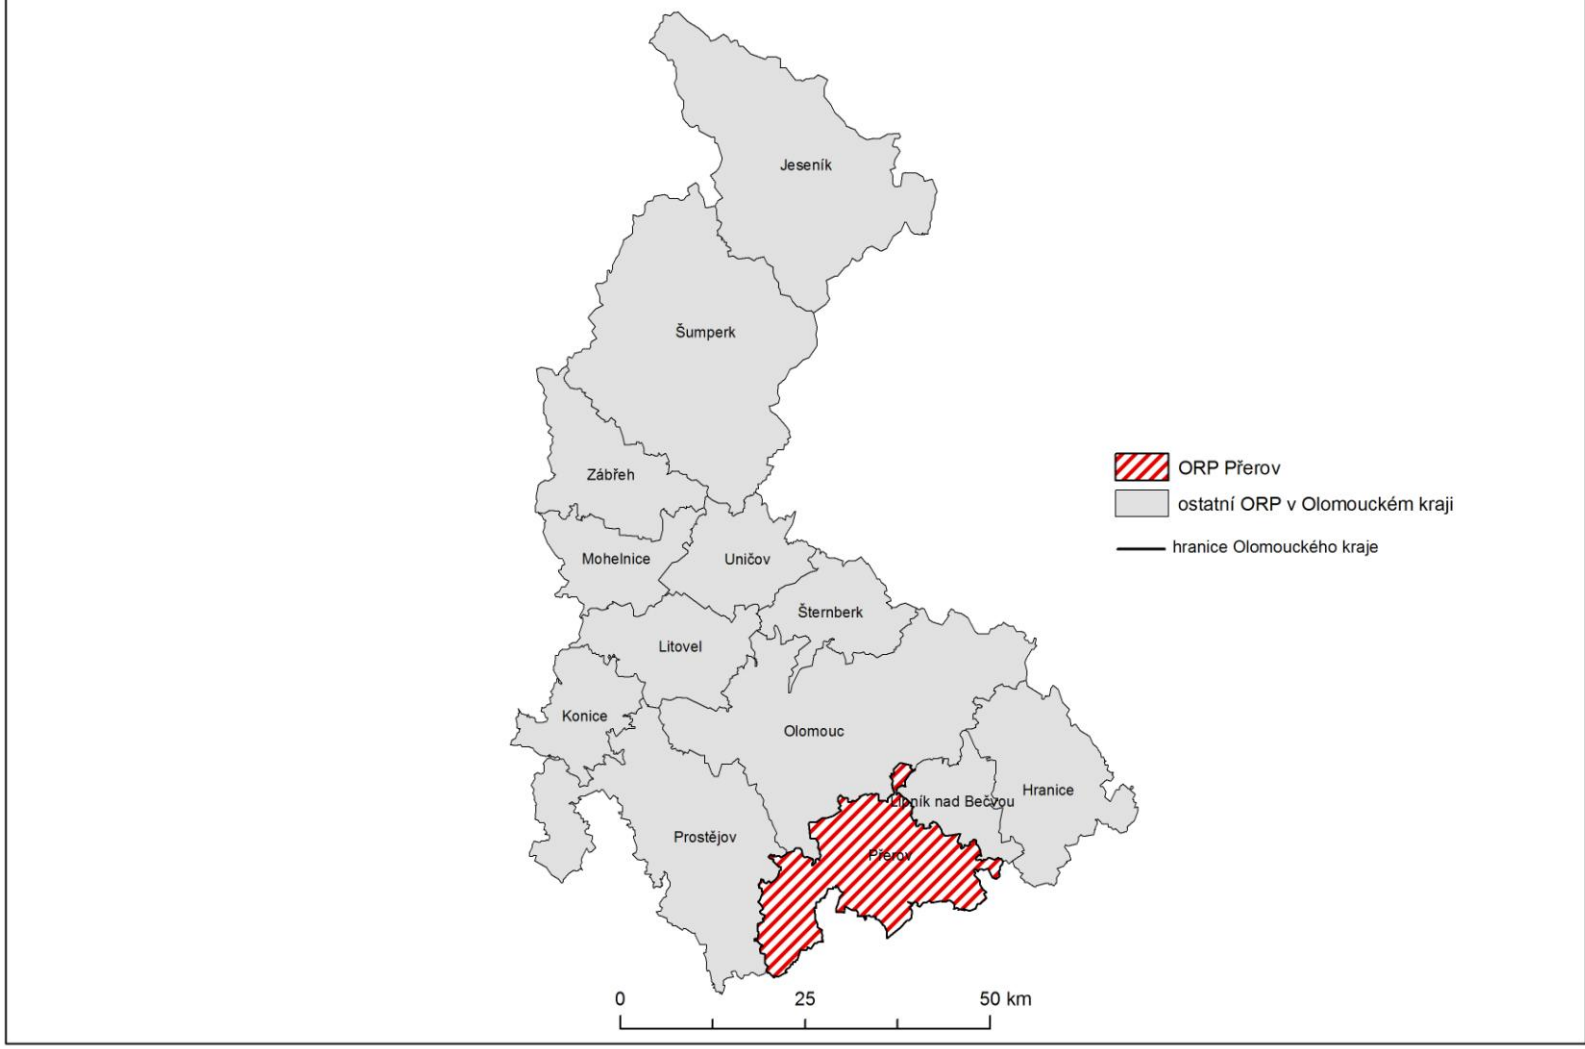 Jeseník
Šumperk
Zábřeh
Mohelnice
Uničov
Šternberk
Litovel
Konice
Olomouc
Hranice
Lipník nad Bečvou
Prostějov
Přerov
ORP Přerov
ostatní ORP v Olomouckém kraji
hranice Olomouckého kraje
0 25 50 km